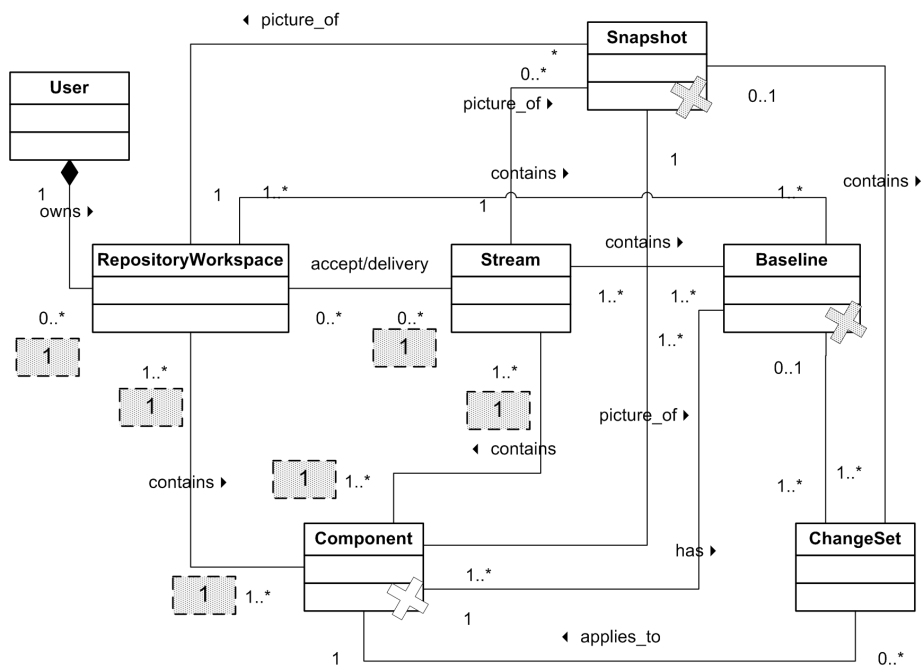 picture_of
Snapshot
*
0..*
User
picture_of
0..1
1
contains
contains
1
1
1..*
1..*
owns
1
contains
RepositoryWorkspace
accept/delivery
Stream
Baseline
0..*
0..*
0..*
1..*
1..*
1
1
1..*
1..*
1..*
0..1
1
1
picture_of
contains
1
1..*
contains
1..*
1..*
Component
ChangeSet
has
1..*
1
1..*
1
applies_to
1
0..*